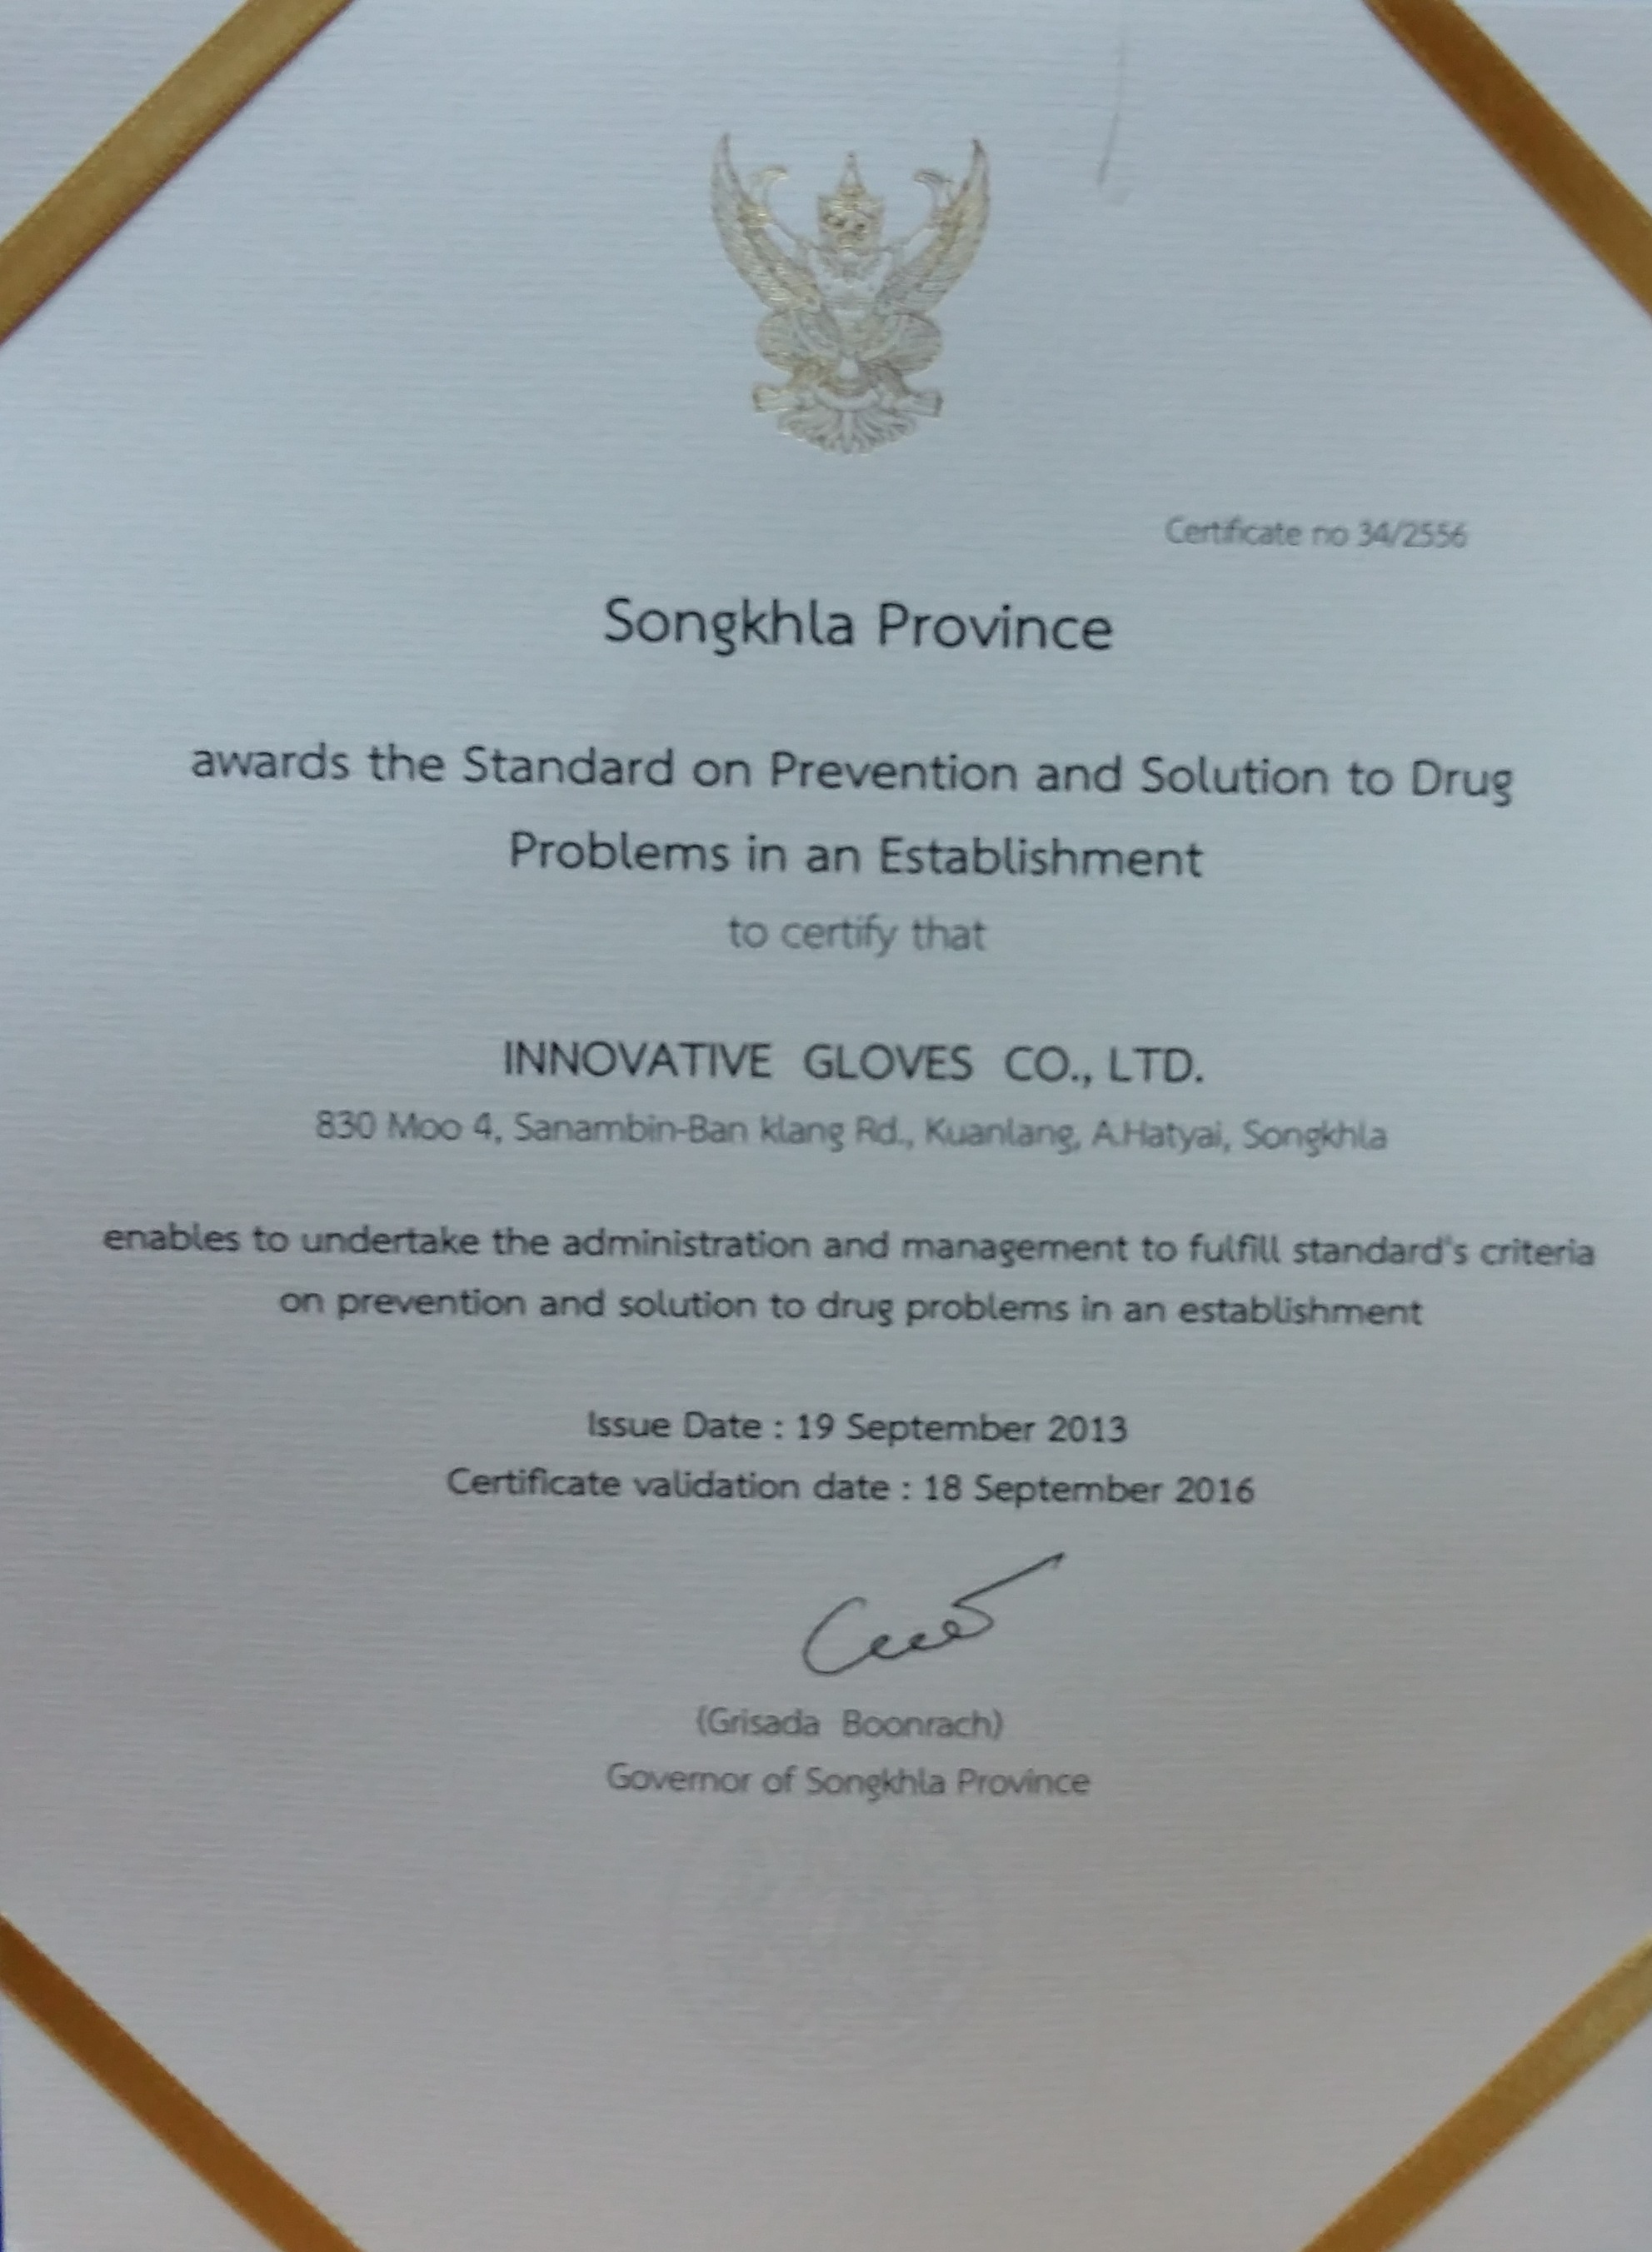 Certificate no 34/2556
Songkhla Province
awards the Standard on Prevention and Solution to Drug
Problems in an Establishment
to certify that
INNOVATIVE GLOVES CO., LTD.
830 Moo 4, Sanambin-Ban klang Rd., Kuanlang, A.Hatyai, Songkhla
enables to undertake the administration and management to fulfill standard's criteria
on prevention and solution to drug problems in an establishment
Issue Date : 19 September 2013
Certificate validation date : 18 September 2016
(Grisada Boonrach)
Governor of Songkhla Province